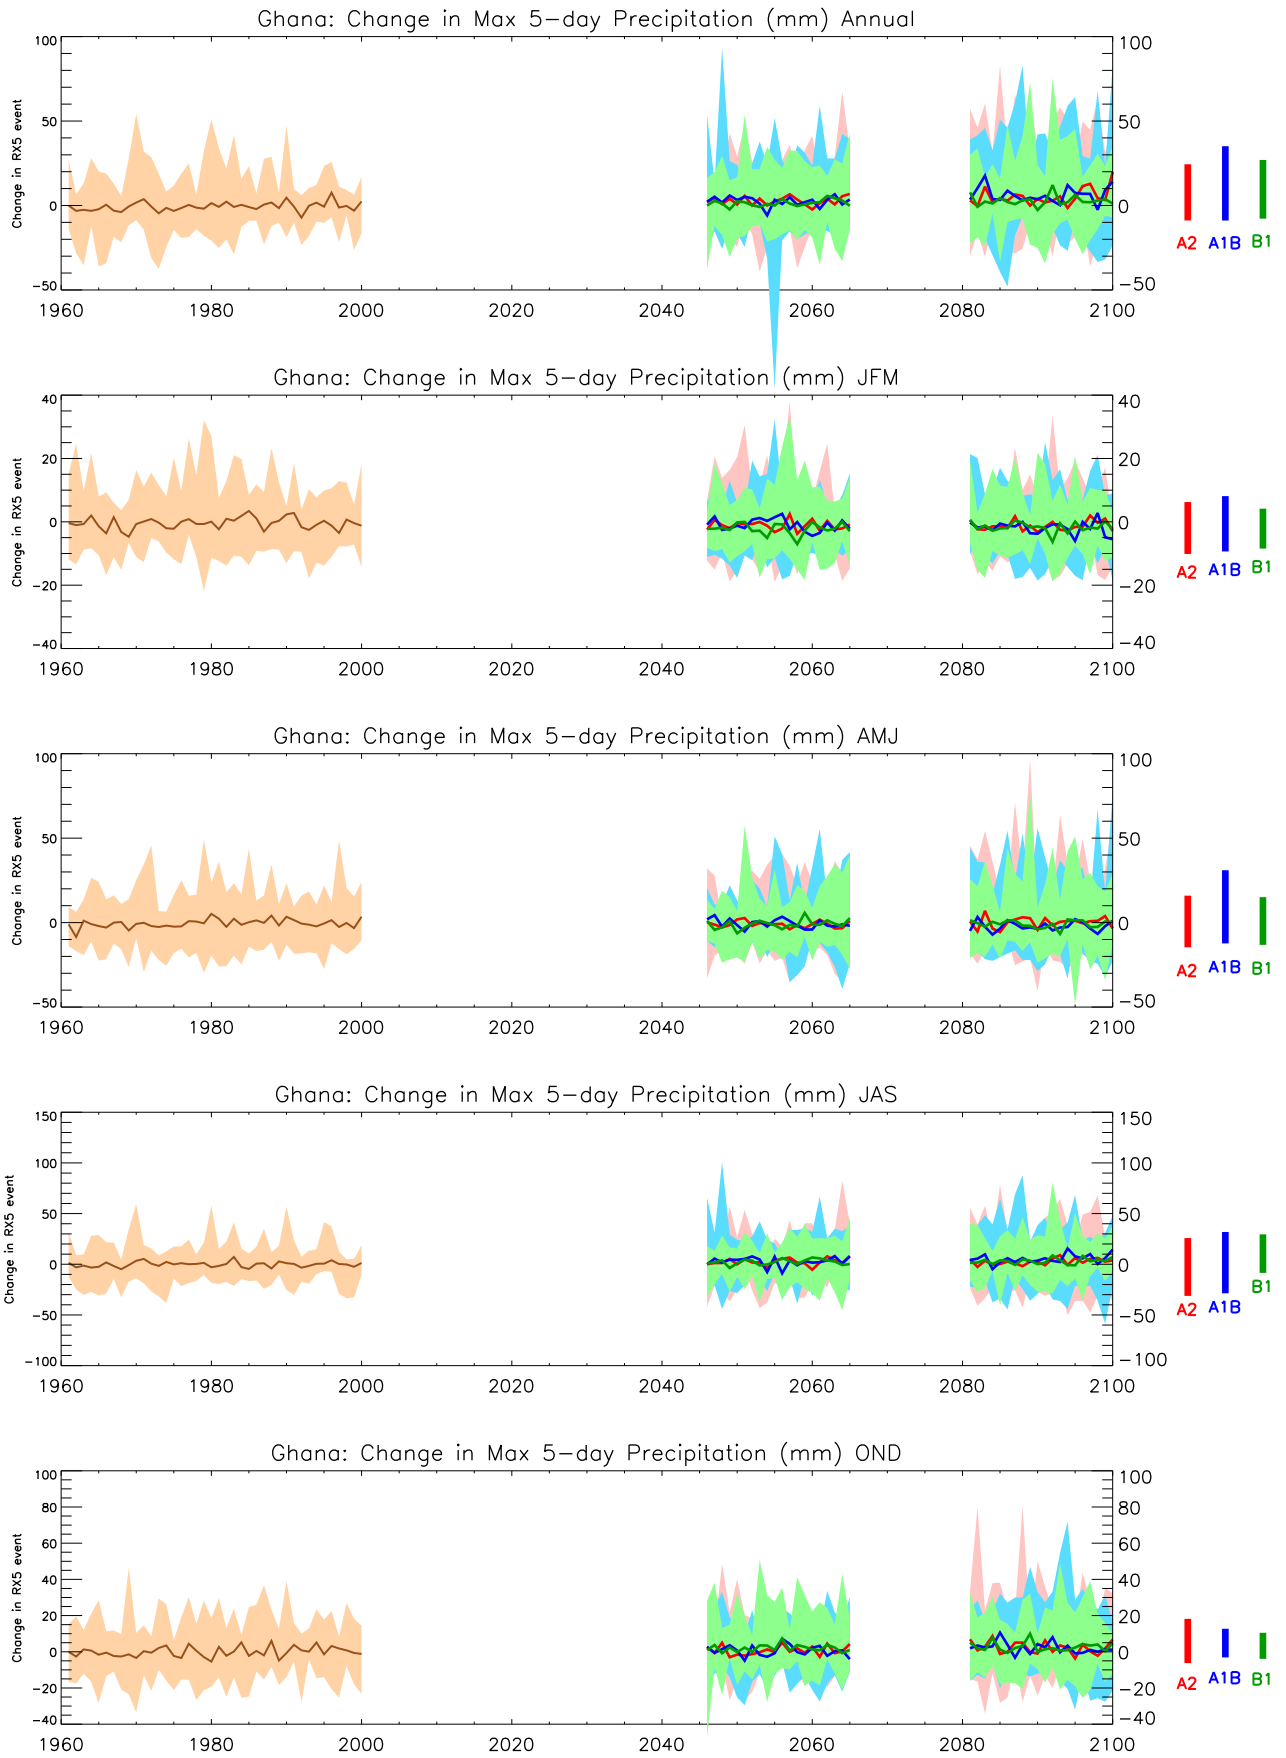 Ghana: Change in Max 5-day Precipitation (mm) Annual
100 100
50 50
0 0
-50 -50
Change in RX5 event
A2 A1B B1
1960 1980 2000 2020 2040 2060 2080 2100
Ghana: Change in Max 5-day Precipitation (mm) JFM
40 40
20 20
0 0
-20 -20
-40 -40
Change in RX5 event
A2 A1B B1
1960 1980 2000 2020 2040 2060 2080 2100
Ghana: Change in Max 5-day Precipitation (mm) AMJ
100 100
50 50
0 0
-50 -50
Change in RX5 event
A2 A1B B1
1960 1980 2000 2020 2040 2060 2080 2100
Ghana: Change in Max 5-day Precipitation (mm) JAS
150 150
100 100
50 50
0 0
-50 -50
-100 -100
Change in RX5 event
A2 A1B B1
1960 1980 2000 2020 2040 2060 2080 2100
Ghana: Change in Max 5-day Precipitation (mm) OND
100 100
80 80
60 60
40 40
20 20
0 0
-20 -20
-40 -40
Change in RX5 event
A2 A1B B1
1960 1980 2000 2020 2040 2060 2080 2100